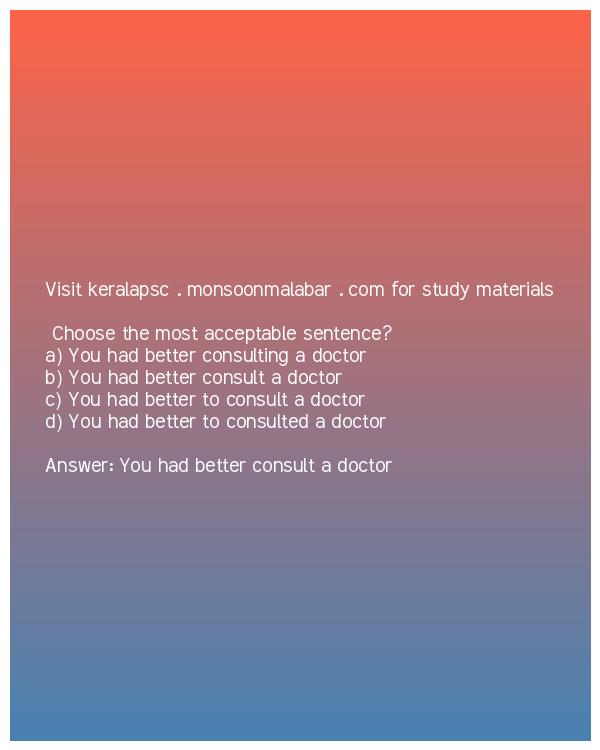 Visit keralapsc . monsoonmalabar . com for study materials
Choose the most acceptable sentence?
a) You had better consulting a doctor
b) You had better consult a doctor
c) You had better to consult a doctor
d) You had better to consulted a doctor
Answer: You had better consult a doctor